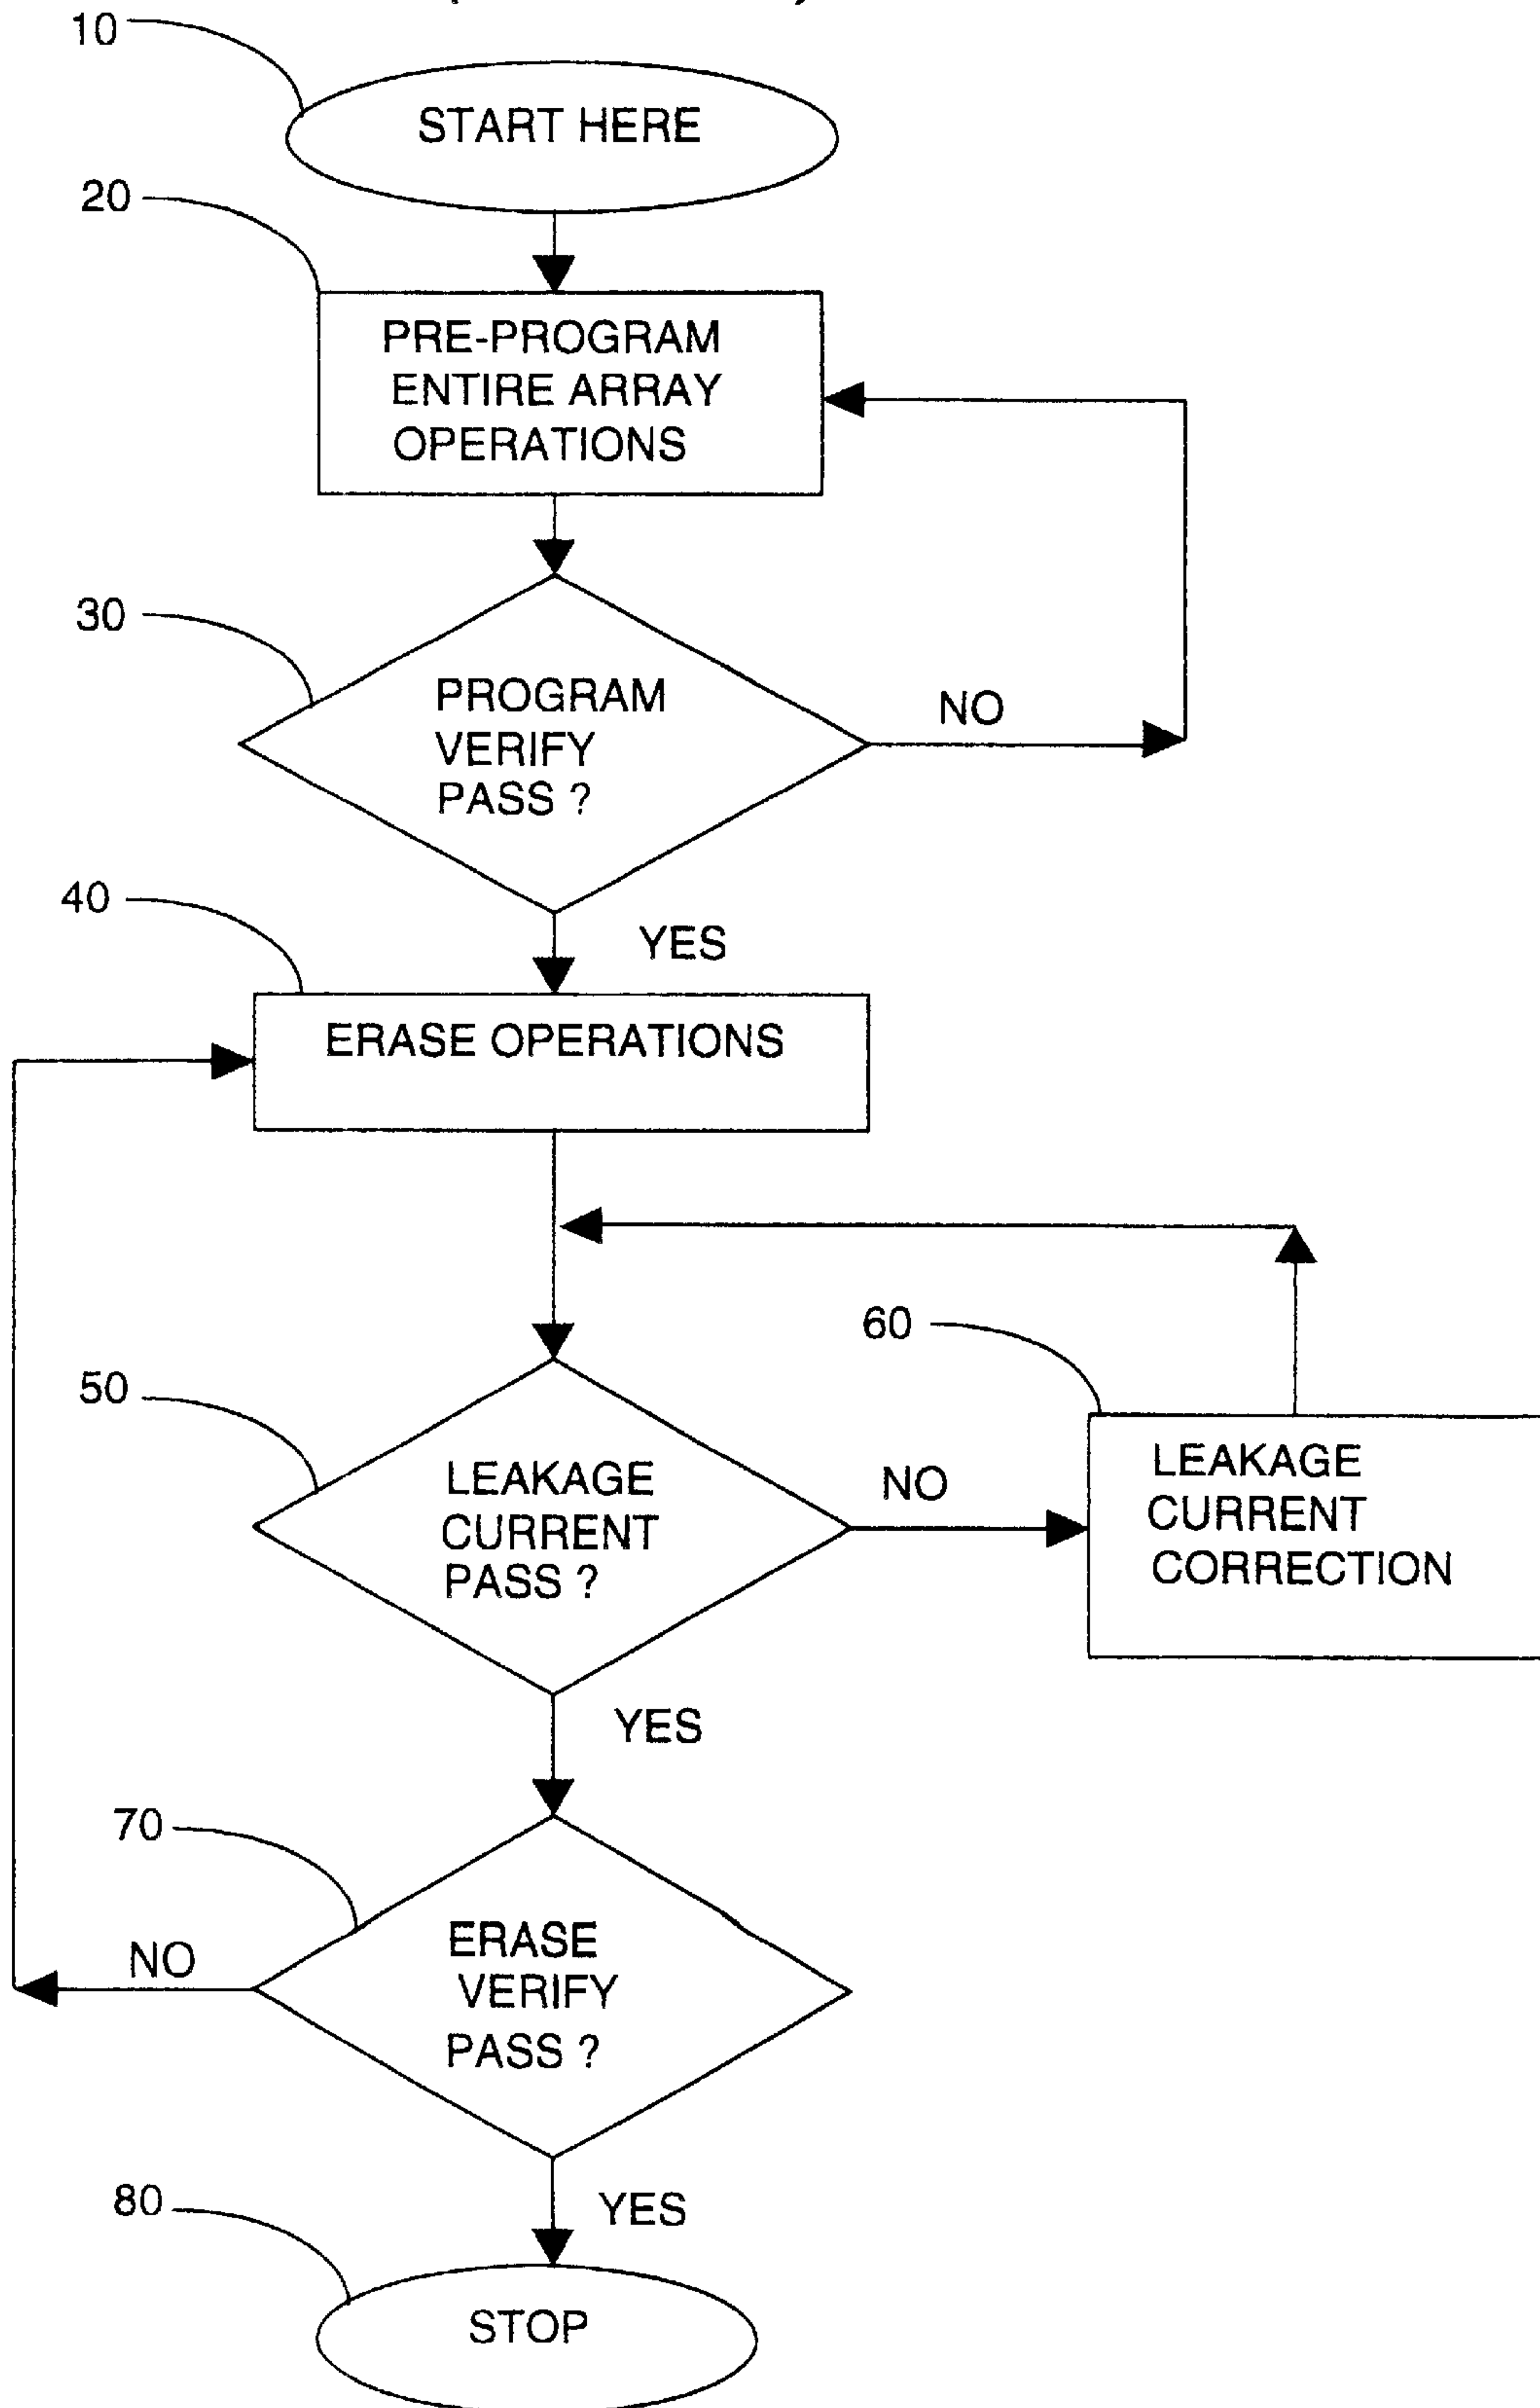 10
START HERE
20
PRE-PROGRAM
ENTIRE ARRAY
OPERATIONS
30
PROGRAM
VERIFY
PASS ?
NO
40
YES
ERASE OPERATIONS
60
50
LEAKAGE
CURRENT
PASS ?
NO
LEAKAGE
CURRENT
CORRECTION
YES
70
ERASE
VERIFY
PASS ?
NO
80
YES
STOP